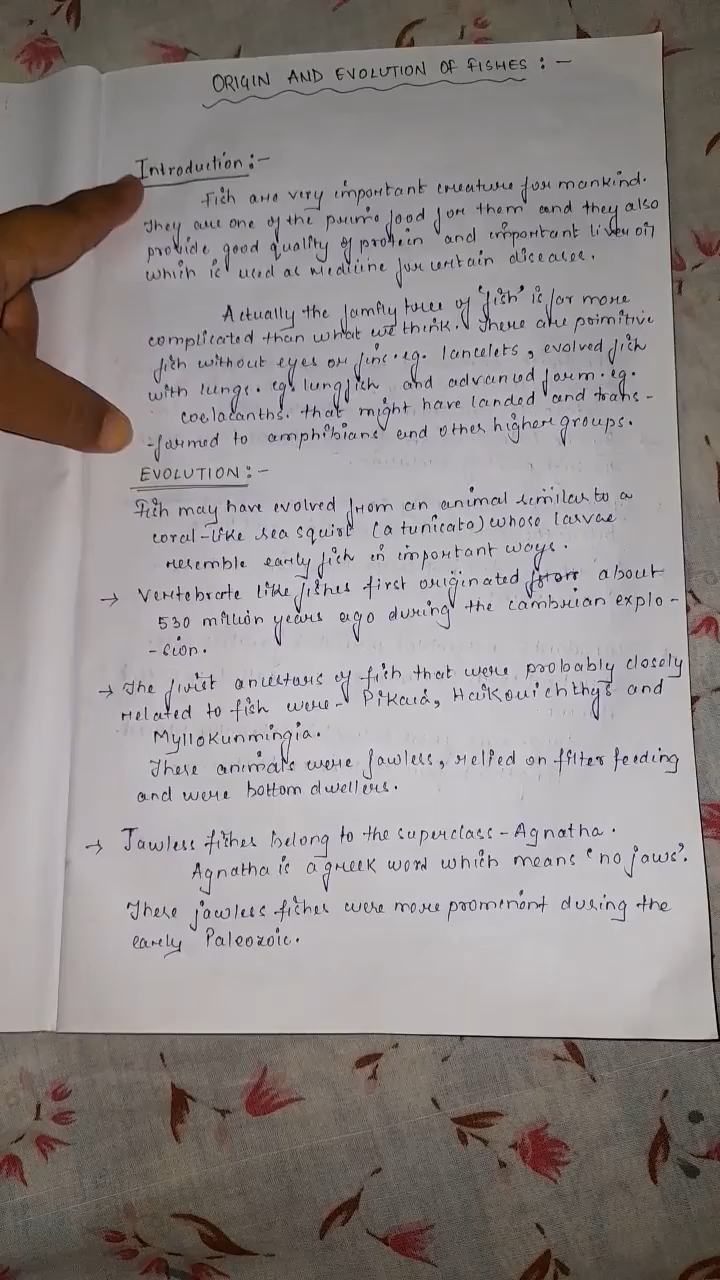 ORIGIN AND EVOLUTION OF FISHES :-
Introduction :-
Fish are very important creature for mankind.
They are one of the prime food for them and they also
provide good quality of protein and important liver oil
which is used as medicine for certain diseases.
Actually the family tree of 'fish' is far more
complicated than what we think. There are primitive
fish without eyes or fins. eg. lancelets, evolved fish
with lungs. eg. lungfish and advanced form. eg.
coelacanths. that might have landed and trans-
-formed to amphibians and other higher groups.
EVOLUTION :-
Fish may have evolved from an animal similar to a
coral-like sea squirt (a tunicata) whose larvae
resemble early fish in important ways.
→ Vertebrate like fishes first originated about
530 million years ago during the cambrian explo-
-sion.
→ The first ancestors of fish that were probably closely
related to fish were - Pikaia, Haikouichthys and
Myllokunmingia.
These animals were jawless, relied on filter feeding
and were bottom dwellers.
→ Jawless fishes belong to the superclass - Agnatha.
Agnatha is a greek word which means 'no jaws'.
These jawless fishes were more prominent during the
early Paleozoic.